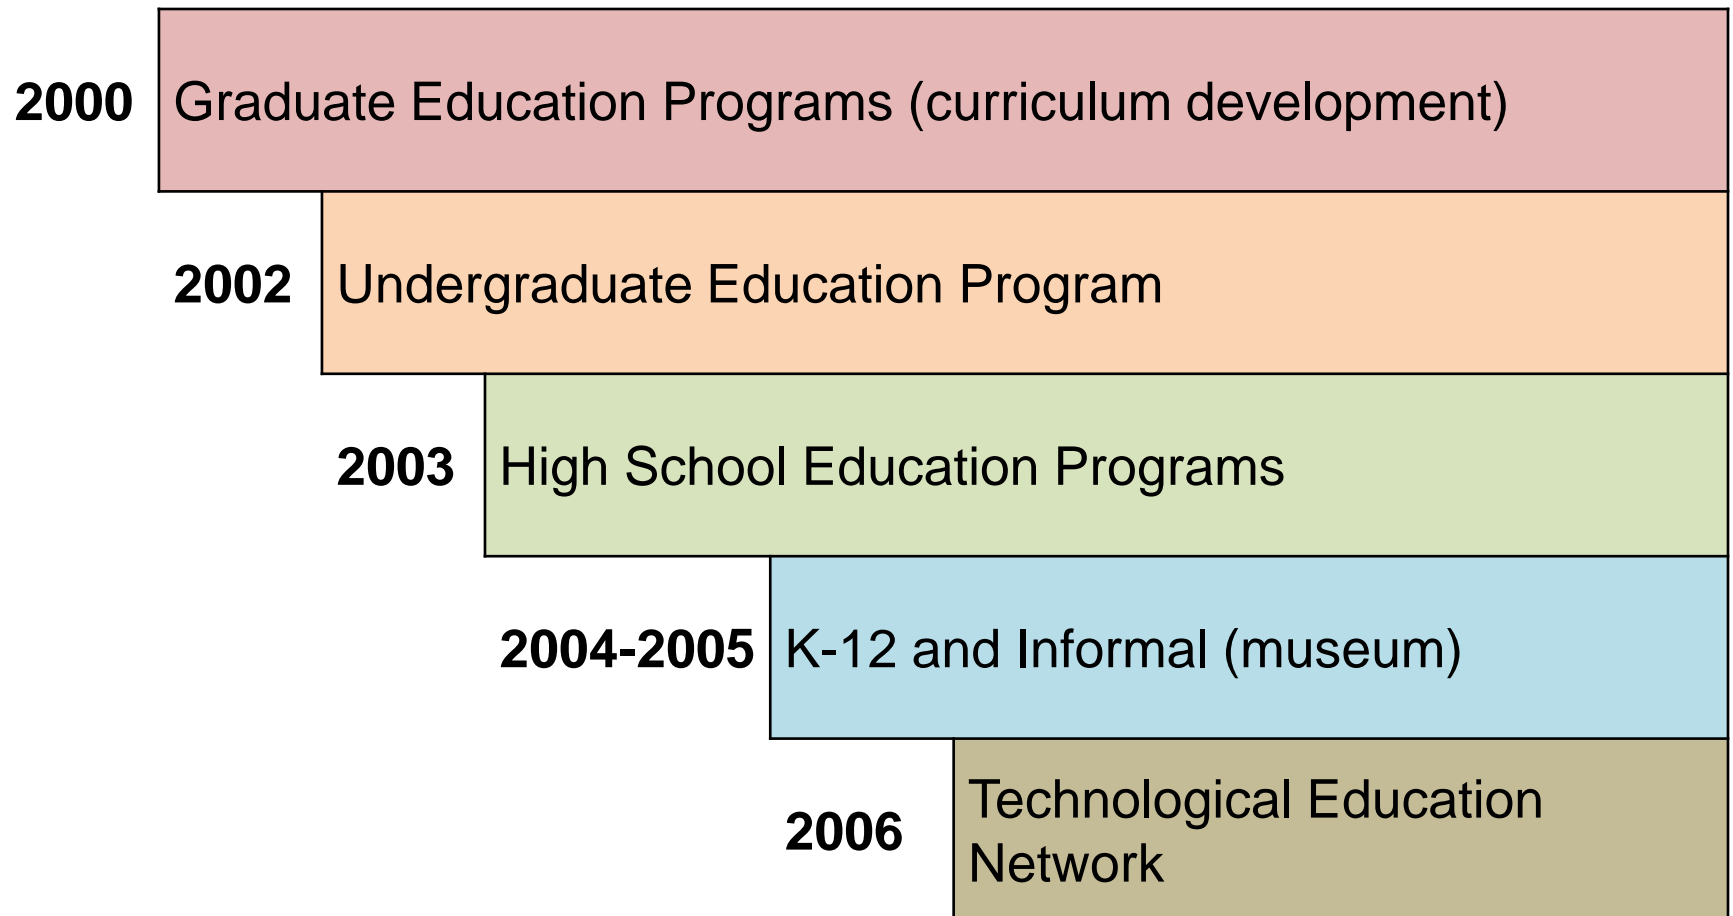 2000 Graduate Education Programs (curriculum development)
2002 Undergraduate Education Program
2003 High School Education Programs
2004-2005 K-12 and Informal (museum)
2006 Technological Education
Network